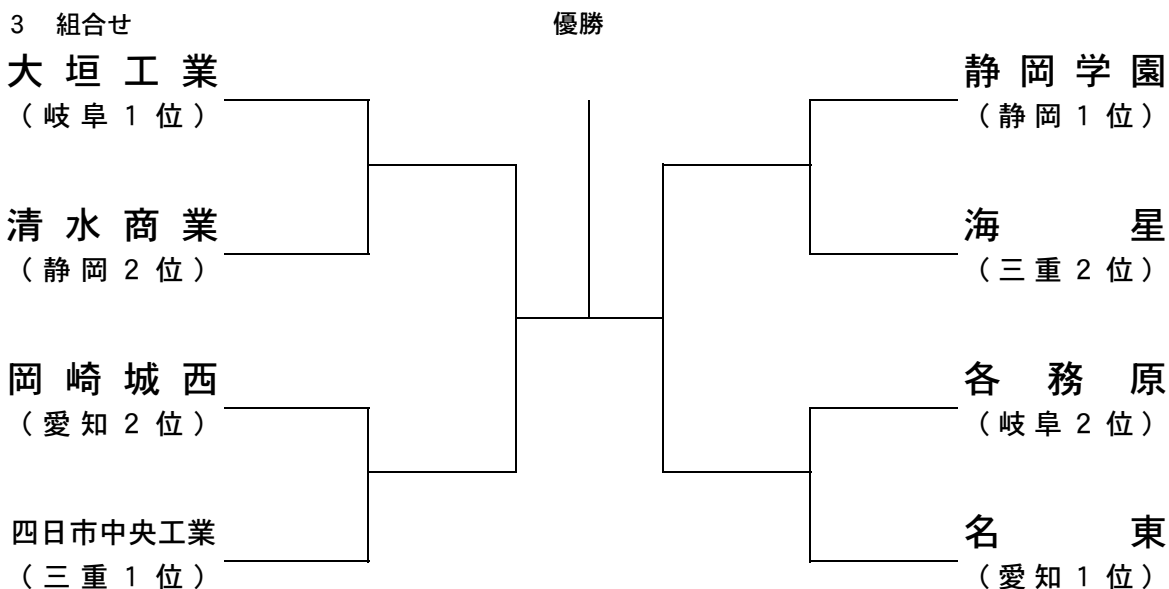 3 組合せ
優勝
大垣工業
(岐阜1位)
清水商業
(静岡2位)
岡崎城西
(愛知2位)
四日市中央工業
(三重1位)
静岡学園
(静岡1位)
海星
(三重2位)
各務原
(岐阜2位)
名東
(愛知1位)